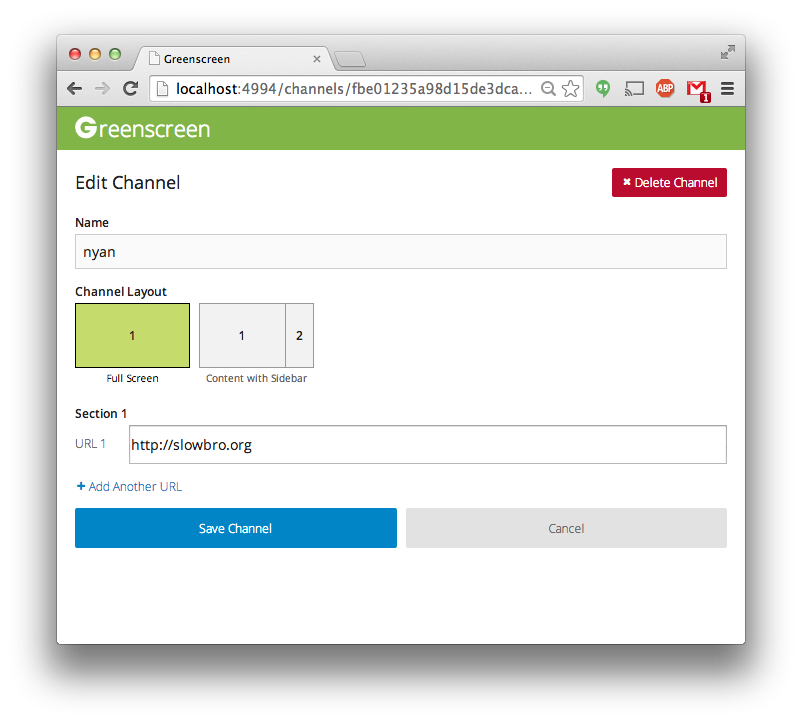 Greenscreen
localhost:4994/channels/fbe01235a98d15de3dca...
ABP
1
Greenscreen
Edit Channel
✖ Delete Channel
Name
nyan
Channel Layout
1
1 2
Full Screen
Content with Sidebar
Section 1
URL 1
http://slowbro.org
+ Add Another URL
Save Channel
Cancel